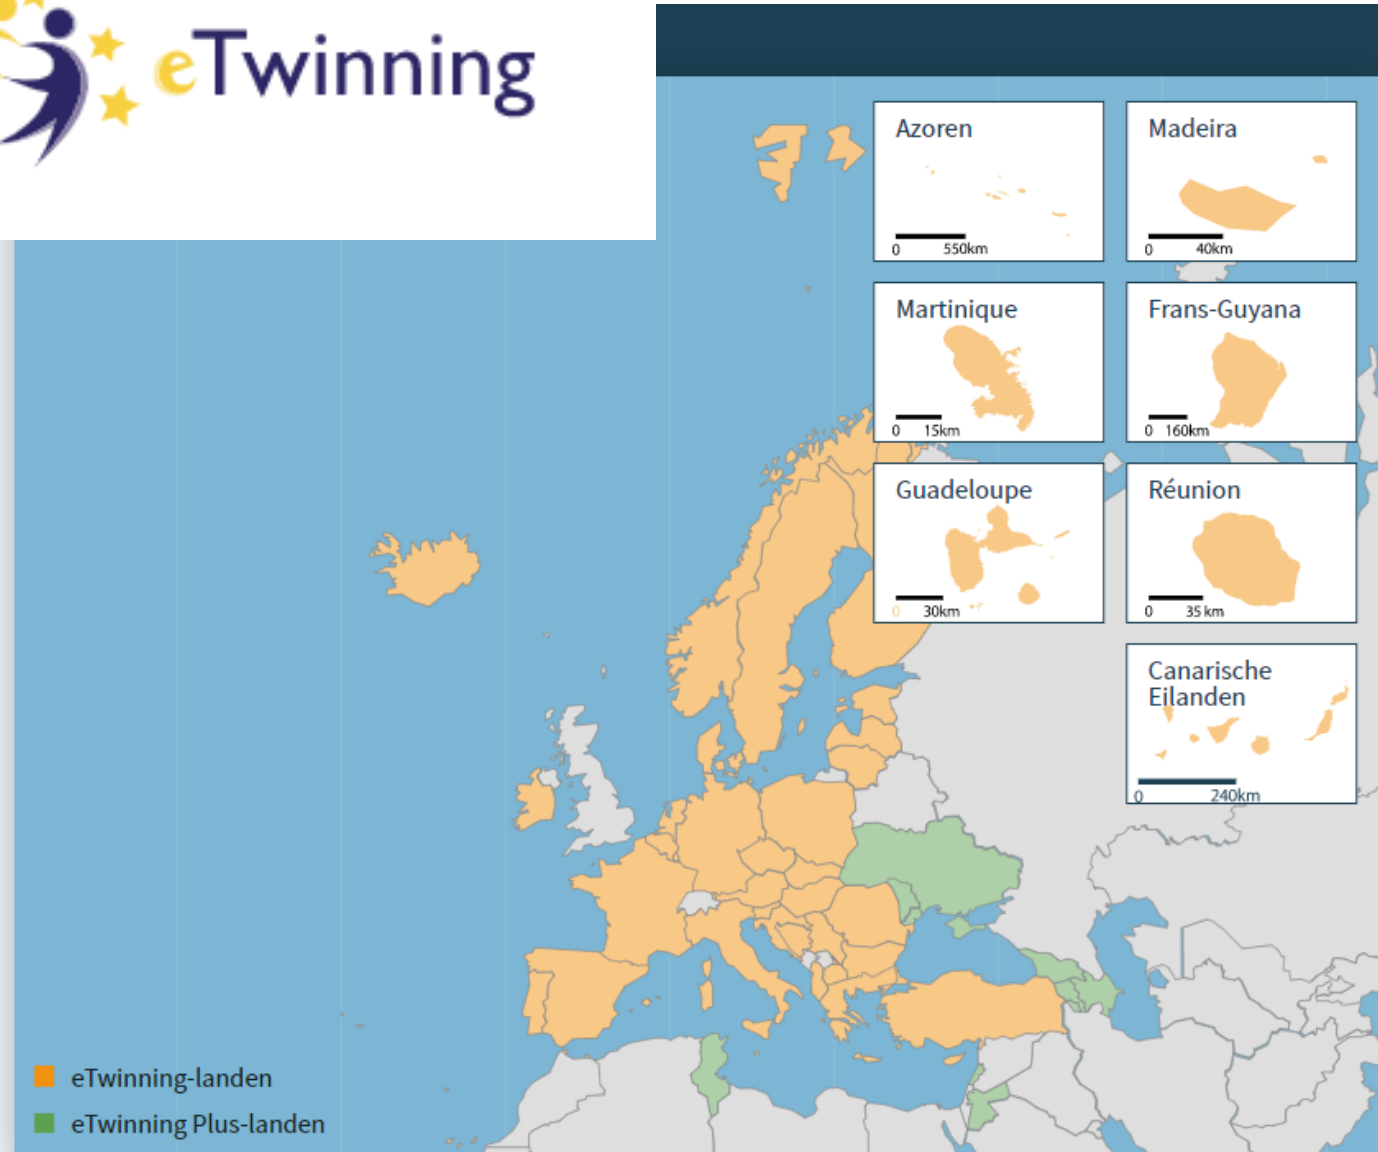 eTwinning
Azoren
0 550km
Madeira
0 40km
Martinique
0 15km
Frans-Guyana
0 160km
Guadeloupe
0 30km
Réunion
0 35 km
Canarische
Eilanden
0 240km
eTwinning-landen
eTwinning Plus-landen